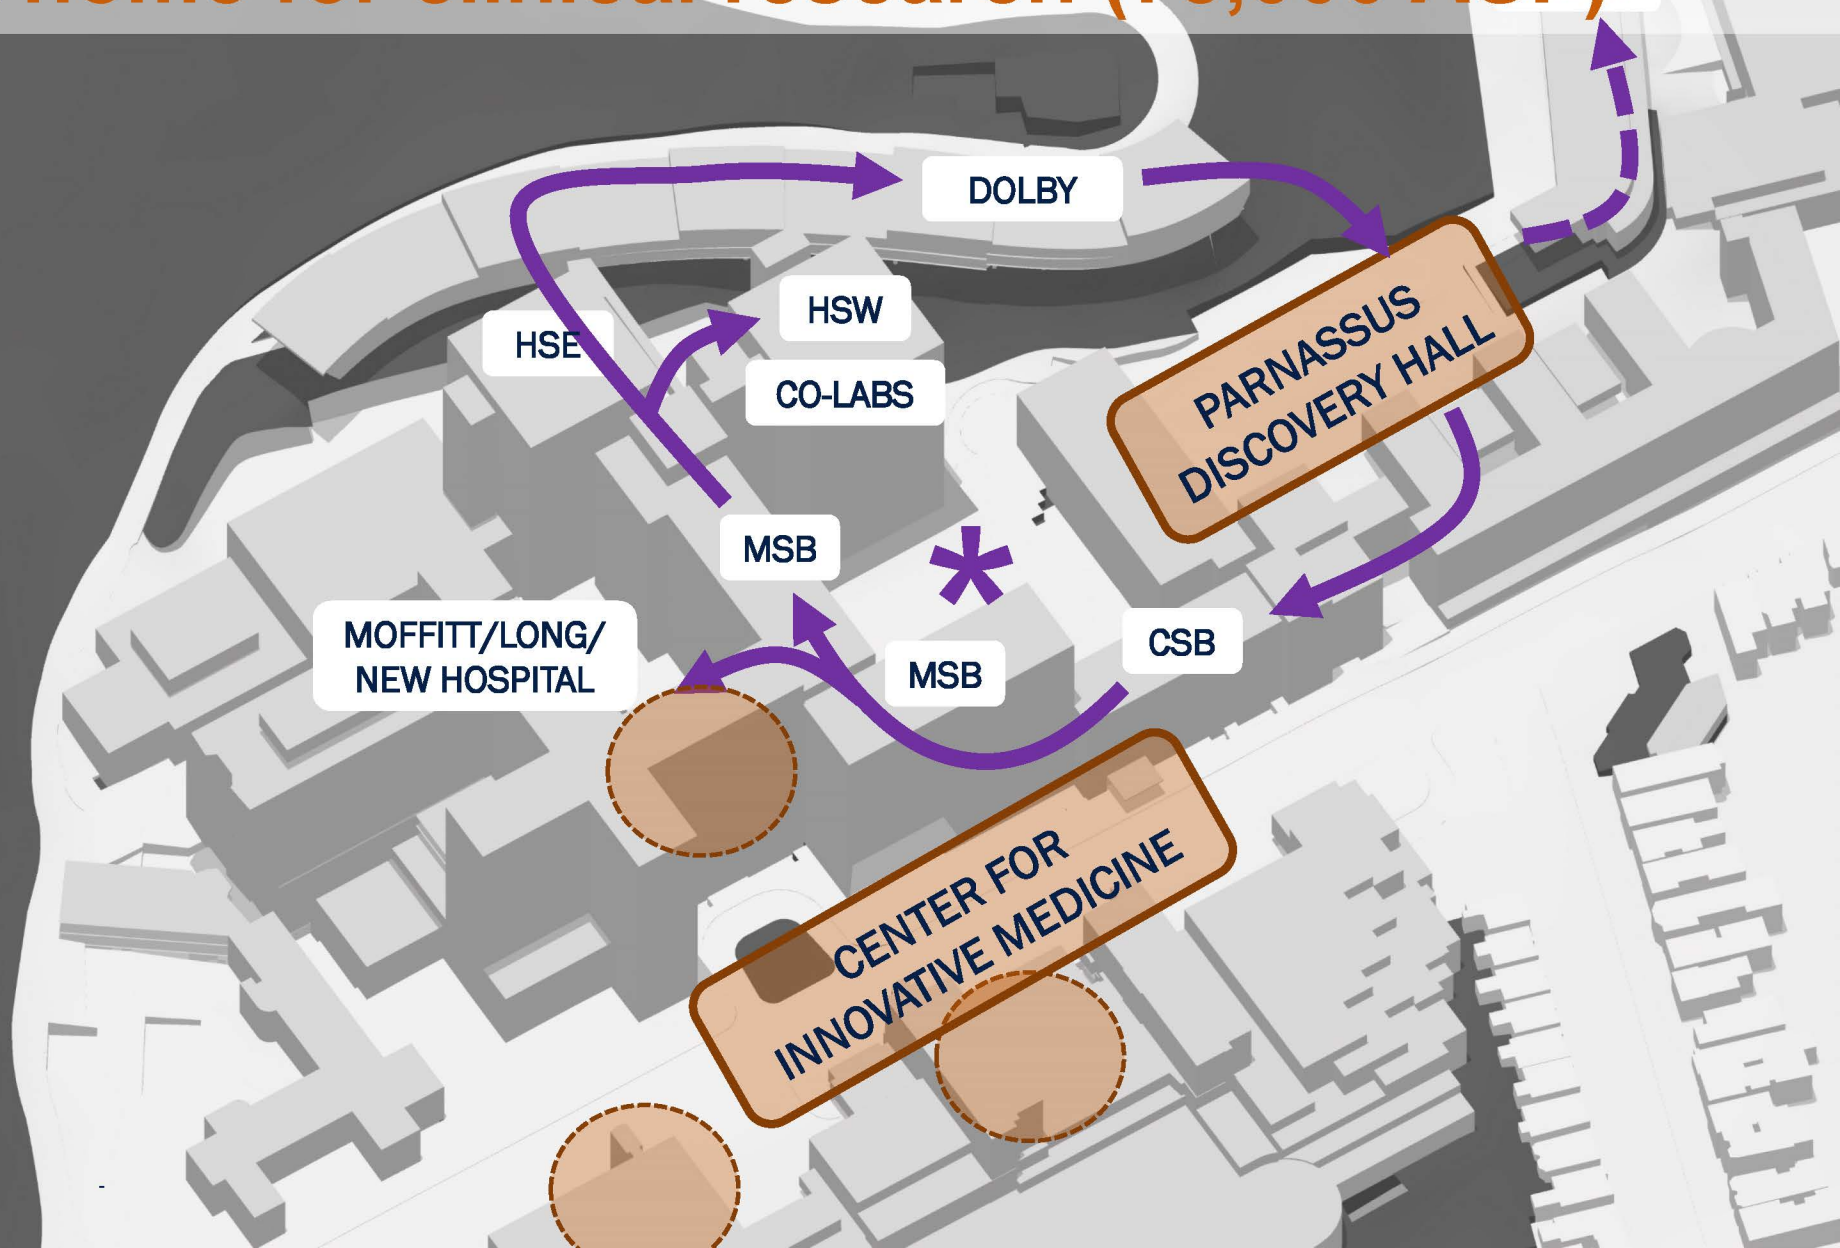 DOLBY
HSW
HSE
CO-LABS
PARNASSUS
DISCOVERY HALL
MSB
MOFFITT/LONG/
NEW HOSPITAL
CSB
MSB
CENTER FOR
INNOVATIVE MEDICINE